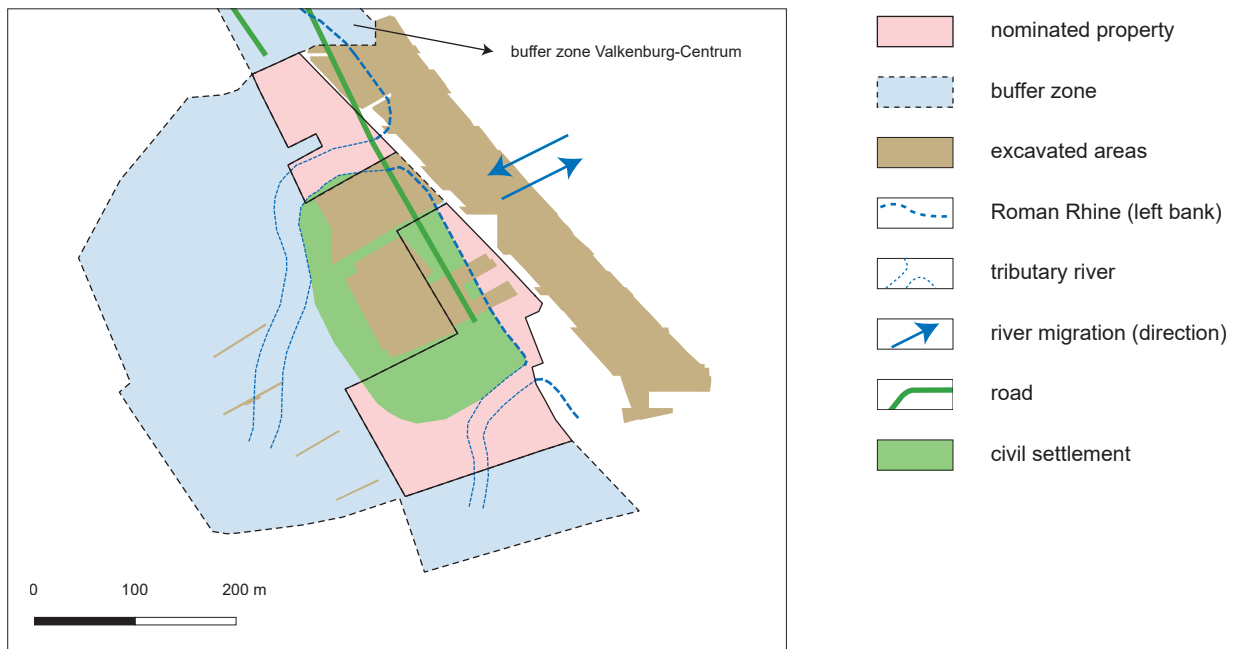 buffer zone Valkenburg-Centrum
0 100 200 m
nominated property
buffer zone
excavated areas
Roman Rhine (left bank)
tributary river
river migration (direction)
road
civil settlement